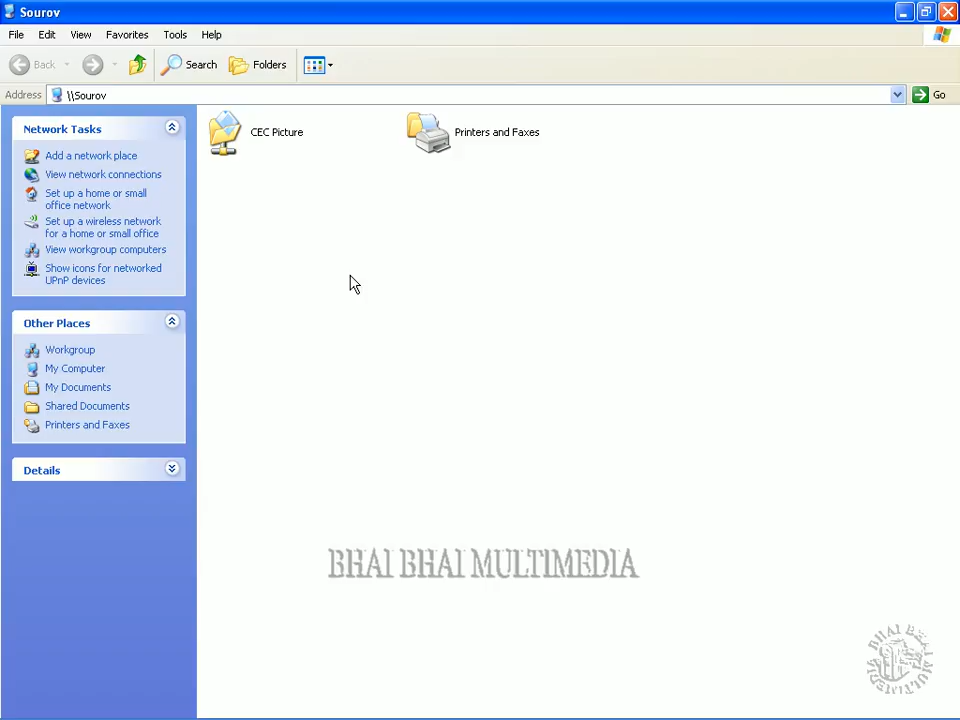 Sourov
File Edit View Favorites Tools Help
Back Search Folders
Address \\Sourov Go
Network Tasks
Add a network place
View network connections
Set up a home or small
office network
Set up a wireless network
for a home or small office
View workgroup computers
Show icons for networked
UPnP devices
Other Places
Workgroup
My Computer
My Documents
Shared Documents
Printers and Faxes
Details
CEC Picture
Printers and Faxes
BHAI BHAI MULTIMEDIA
BHAI BHAI MULTIMEDIA